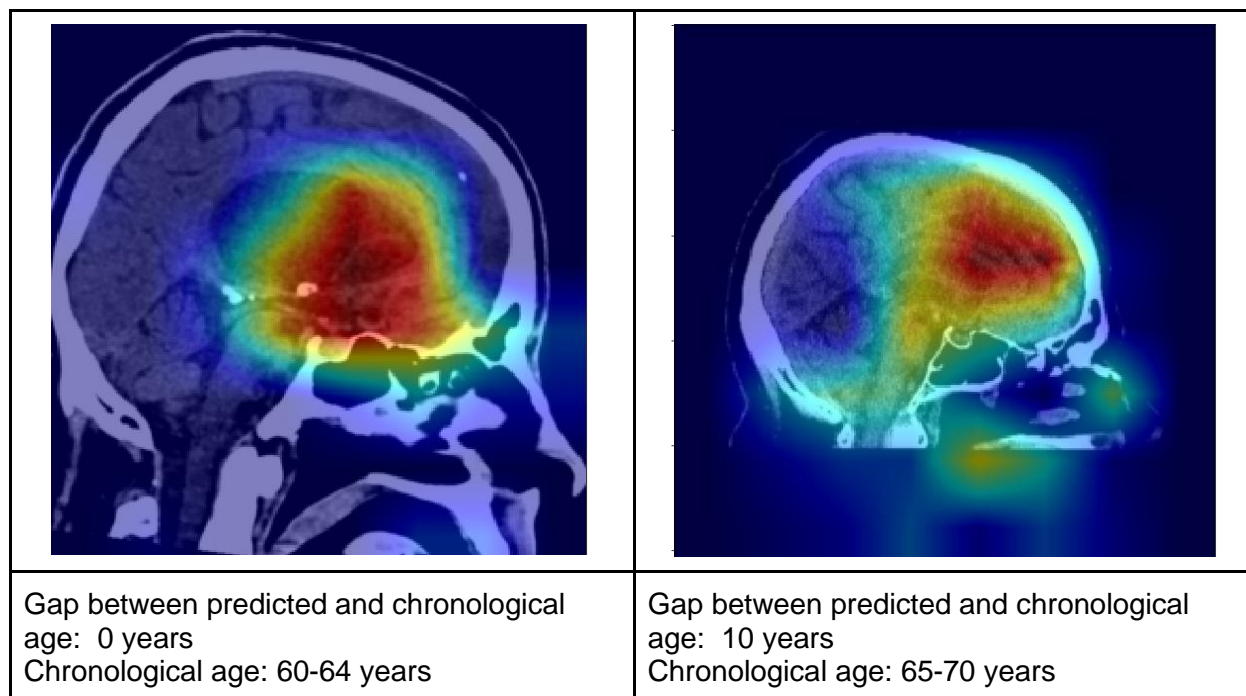 Gap between predicted and chronological
age:  0 years
Chronological age: 60-64 years
Gap between predicted and chronological
age:  10 years
Chronological age: 65-70 years